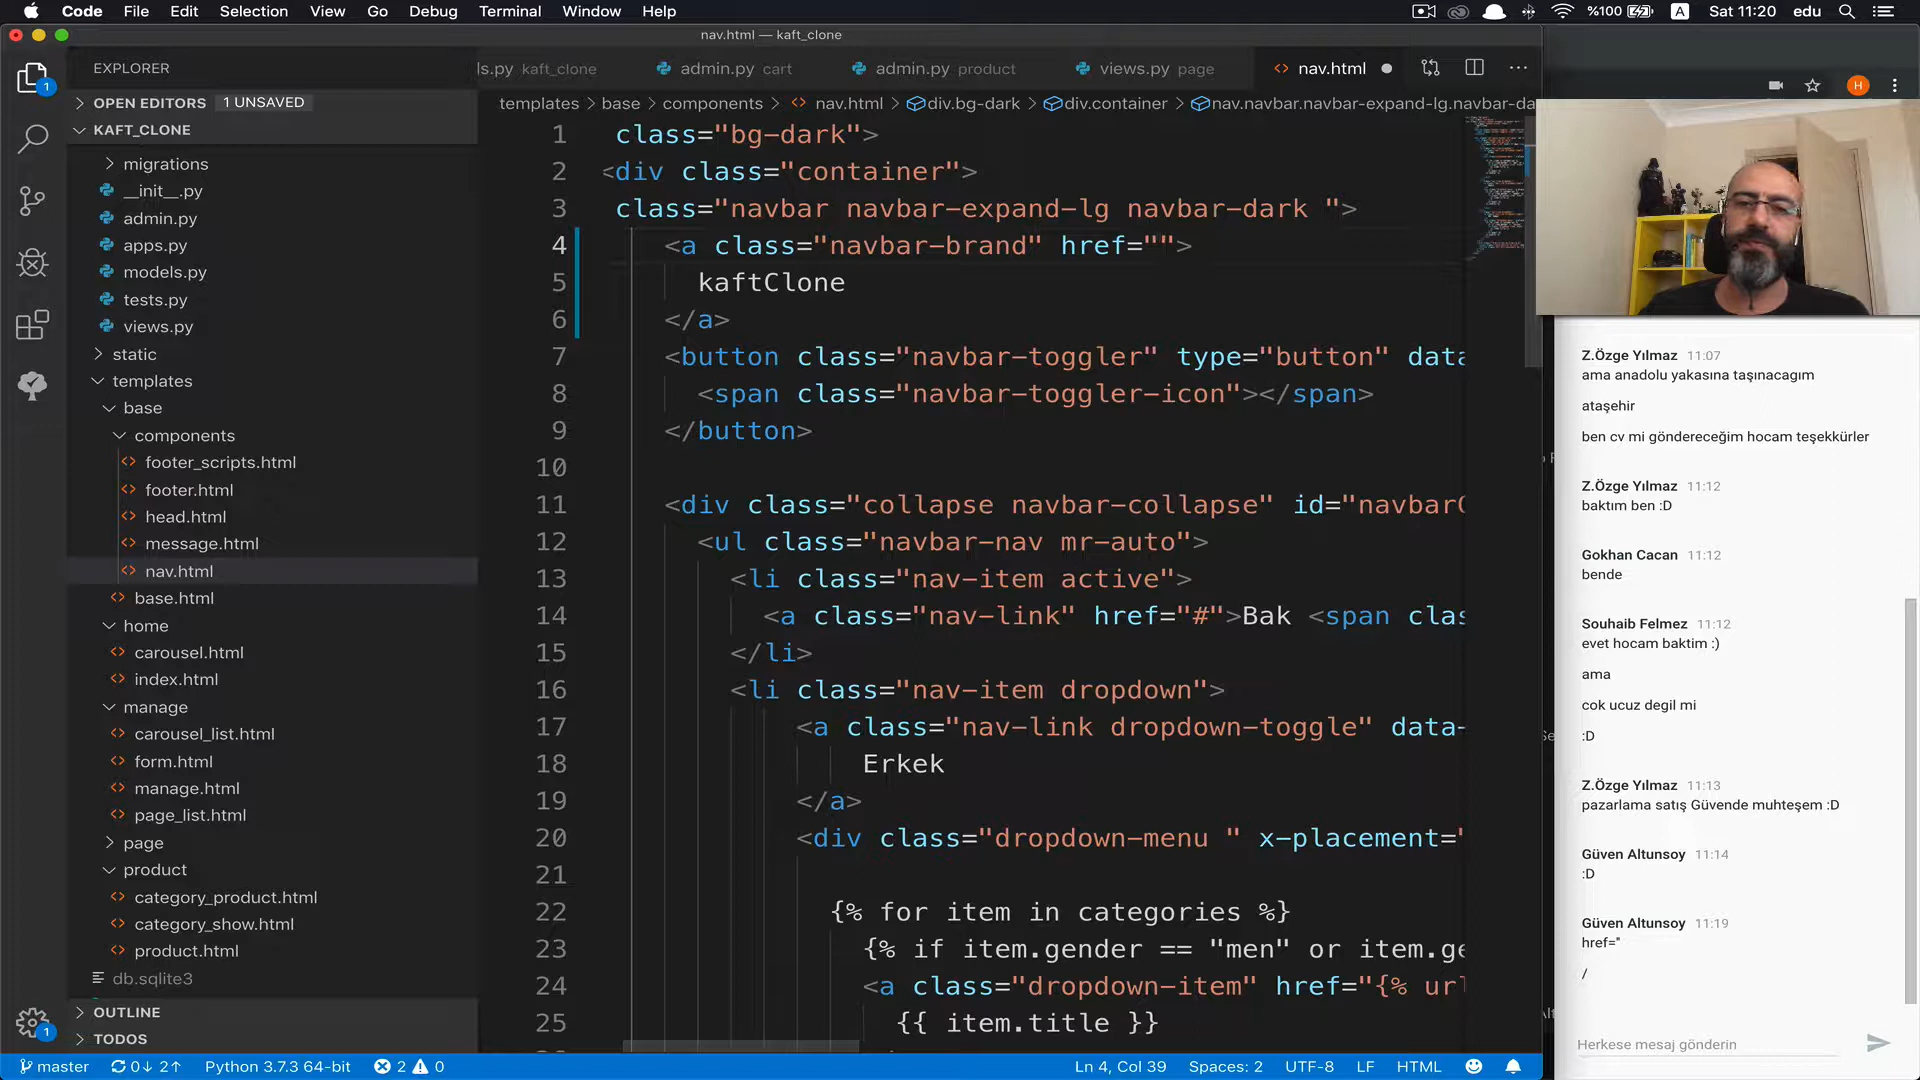 Code File Edit Selection View Go Debug Terminal Window Help
%100 A Sat 11:20 edu
nav.html — kaft_clone
EXPLORER
OPEN EDITORS 1 UNSAVED
KAFT_CLONE
migrations
__init__.py
admin.py
apps.py
models.py
tests.py
views.py
static
templates
base
components
footer_scripts.html
footer.html
head.html
message.html
nav.html
base.html
home
carousel.html
index.html
manage
carousel_list.html
form.html
manage.html
page_list.html
page
product
category_product.html
category_show.html
product.html
db.sqlite3
OUTLINE
TODOS
ls.py kaft_clone admin.py cart admin.py product views.py page nav.html
templates > base > components > nav.html > div.bg-dark > div.container > nav.navbar.navbar-expand-lg.navbar-da
1 class="bg-dark">
2 <div class="container">
3 class="navbar navbar-expand-lg navbar-dark ">
4 <a class="navbar-brand" href="">
5 kaftClone
6 </a>
7 <button class="navbar-toggler" type="button" data
8 <span class="navbar-toggler-icon"></span>
9 </button>
10
11 <div class="collapse navbar-collapse" id="navbar
12 <ul class="navbar-nav mr-auto">
13 <li class="nav-item active">
14 <a class="nav-link" href="#">Bak <span clas
15 </li>
16 <li class="nav-item dropdown">
17 <a class="nav-link dropdown-toggle" data-
18 Erkek
19 </a>
20 <div class="dropdown-menu " x-placement="
21
22 {% for item in categories %}
23 {% if item.gender == "men" or item.ge
24 <a class="dropdown-item" href="{% url
25 {{ item.title }}
master 0↓ 2↑ Python 3.7.3 64-bit 2 0 Ln 4, Col 39 Spaces: 2 UTF-8 LF HTML
H
Z.Özge Yılmaz 11:07
ama anadolu yakasına taşınacagım
ataşehir
ben cv mi göndereceğim hocam teşekkürler
Z.Özge Yılmaz 11:12
baktım ben :D
Gokhan Cacan 11:12
bende
Souhaib Felmez 11:12
evet hocam baktim :)
ama
cok ucuz degil mi
:D
Z.Özge Yılmaz 11:13
pazarlama satış Güvende muhteşem :D
Güven Altunsoy 11:14
:D
Güven Altunsoy 11:19
href="
/
Herkese mesaj gönderin